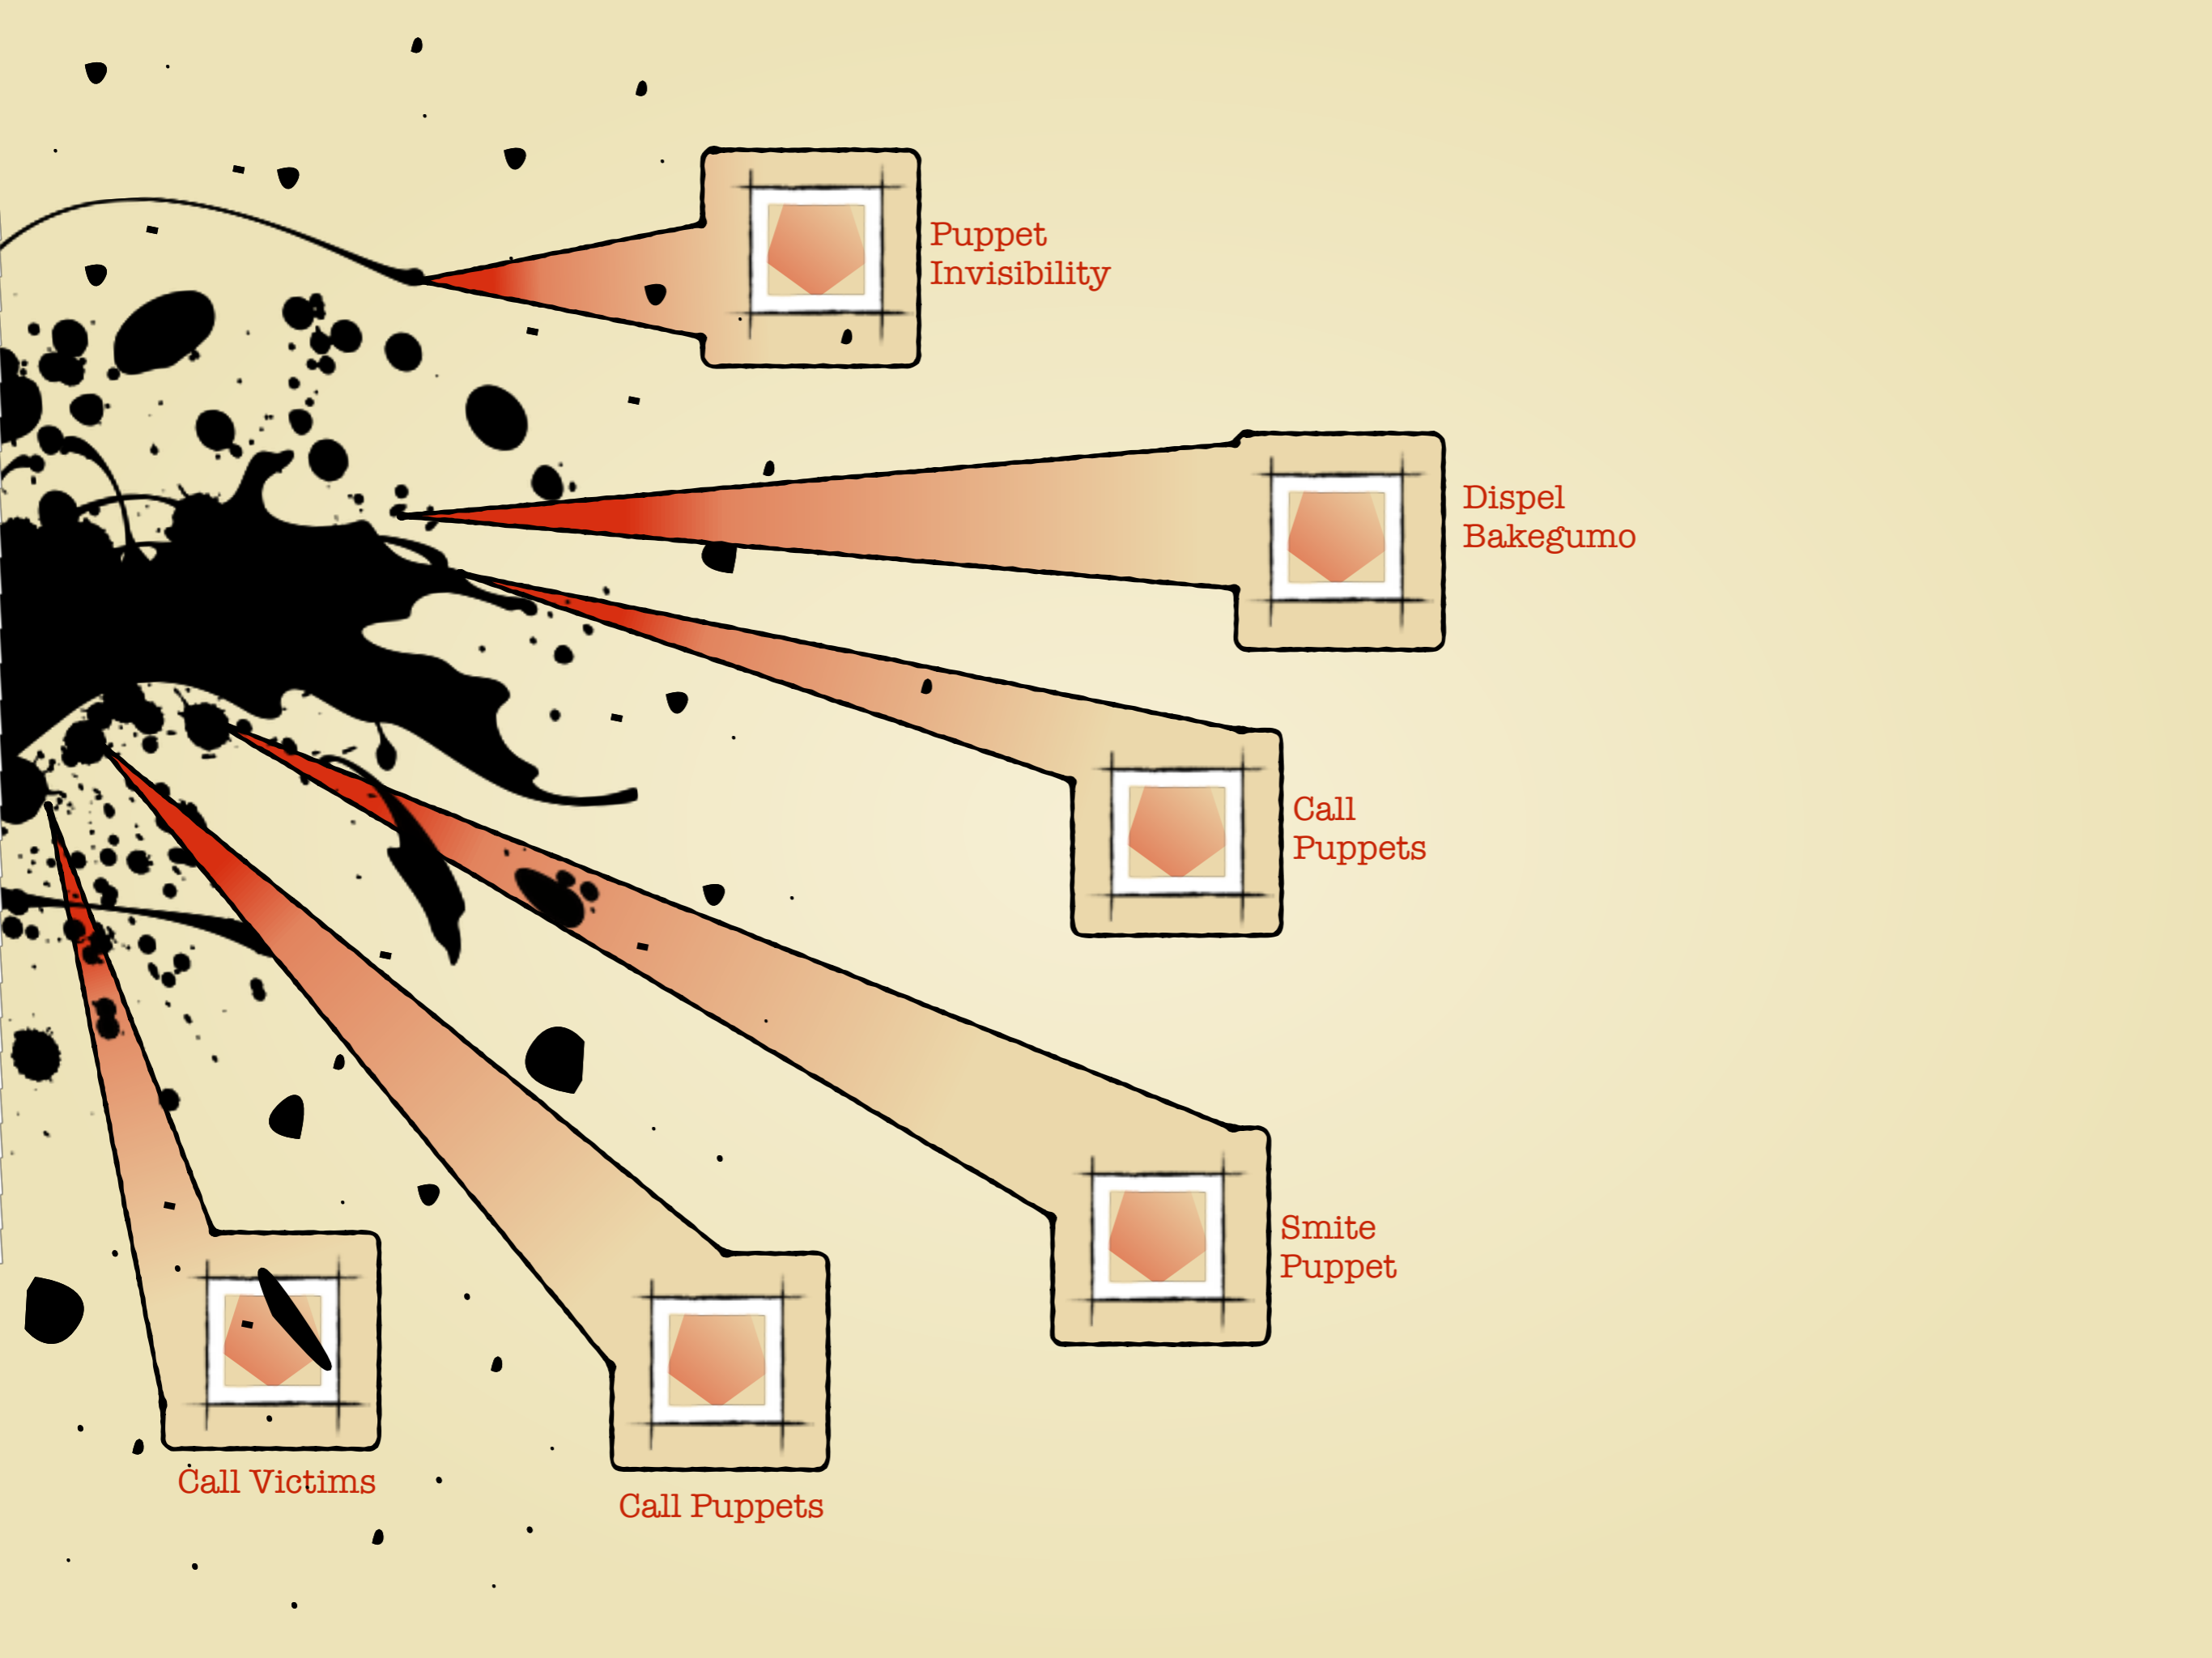 Puppet
Invisibility
Dispel
Bakegumo
Call
Puppets
Smite
Puppet
Call Victims
Call Puppets